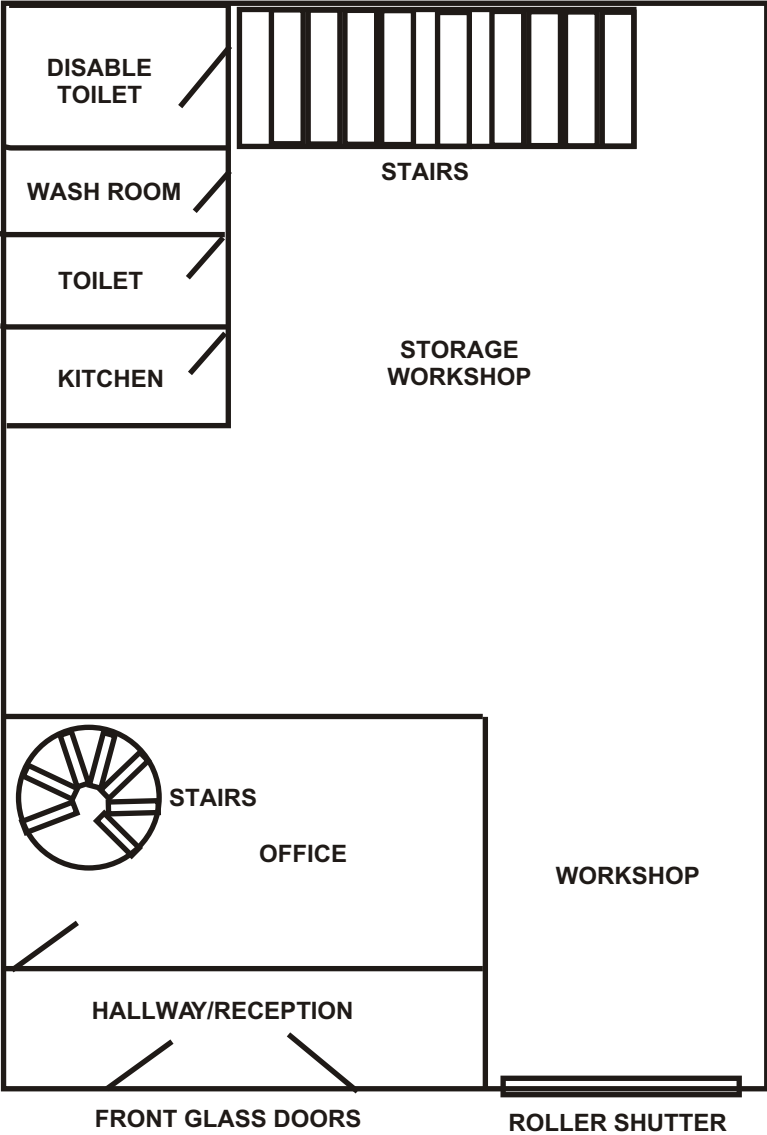 DISABLE
TOILET
STAIRS
WASH ROOM
TOILET
STORAGE
WORKSHOP
KITCHEN
STAIRS
OFFICE
WORKSHOP
HALLWAY/RECEPTION
FRONT GLASS DOORS
ROLLER SHUTTER